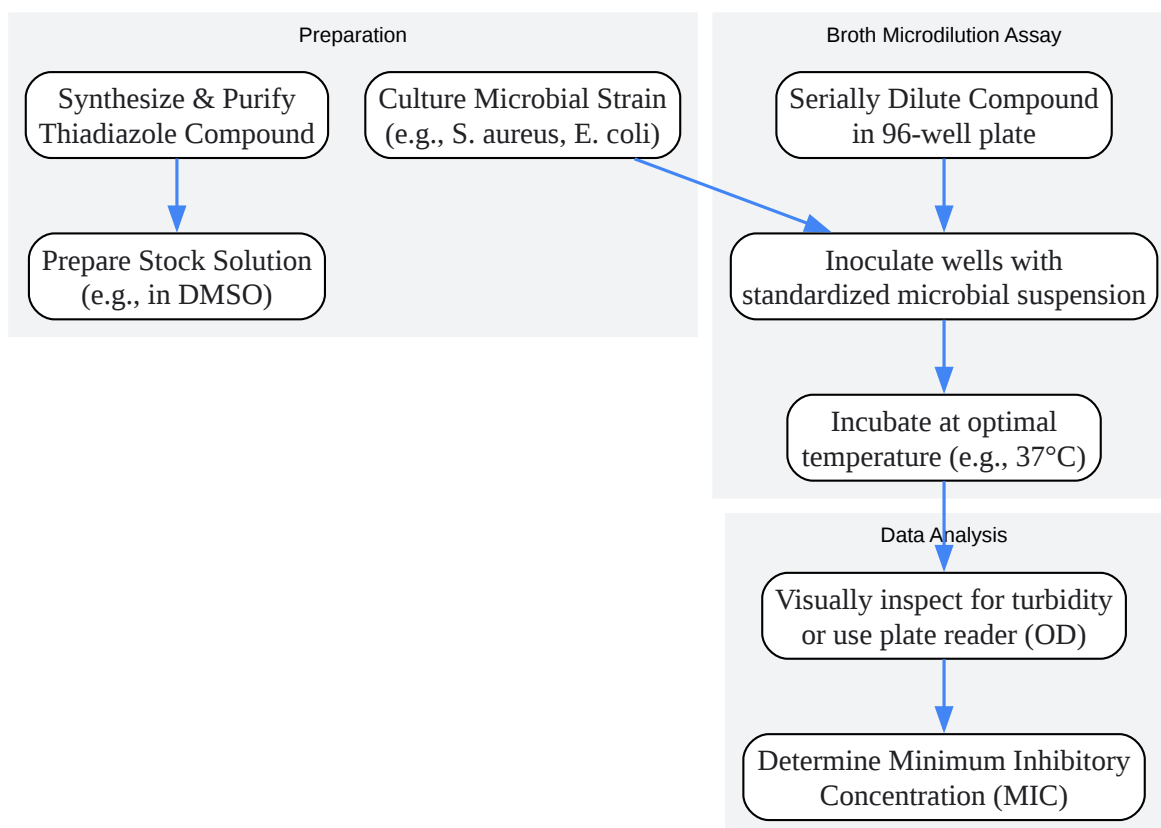 Preparation
Synthesize & Purify
Thiadiazole Compound
Culture Microbial Strain
(e.g., S. aureus, E. coli)
Prepare Stock Solution
(e.g., in DMSO)
Broth Microdilution Assay
Serially Dilute Compound
in 96-well plate
Inoculate wells with
standardized microbial suspension
Incubate at optimal
temperature (e.g., 37°C)
Data Analysis
Visually inspect for turbidity
or use plate reader (OD)
Determine Minimum Inhibitory
Concentration (MIC)